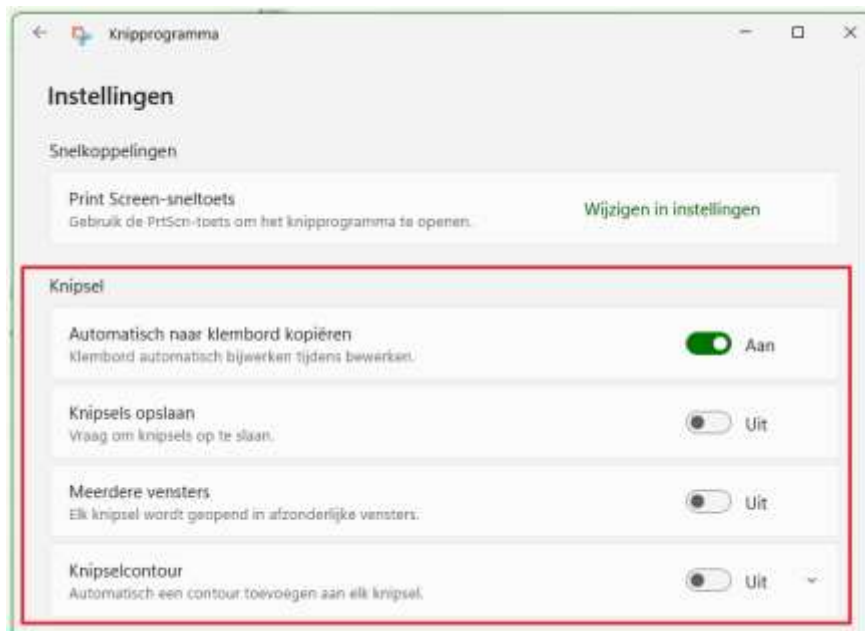 Knipprogramma
Instellingen
Snelkoppelingen
Print Screen-sneltoets
Gebruik de PrtScn-toets om het knipprogramma te openen.
Wijzigen in instellingen
Knipsel
Automatisch naar klembord kopiëren
Klembord automatisch bijwerken tijdens bewerken.
Aan
Knipsels opslaan
Vraag om knipsels op te slaan.
Uit
Meerdere vensters
Elk knipsel wordt geopend in afzonderlijke vensters.
Uit
Knipselcontour
Automatisch een contour toevoegen aan elk knipsel.
Uit